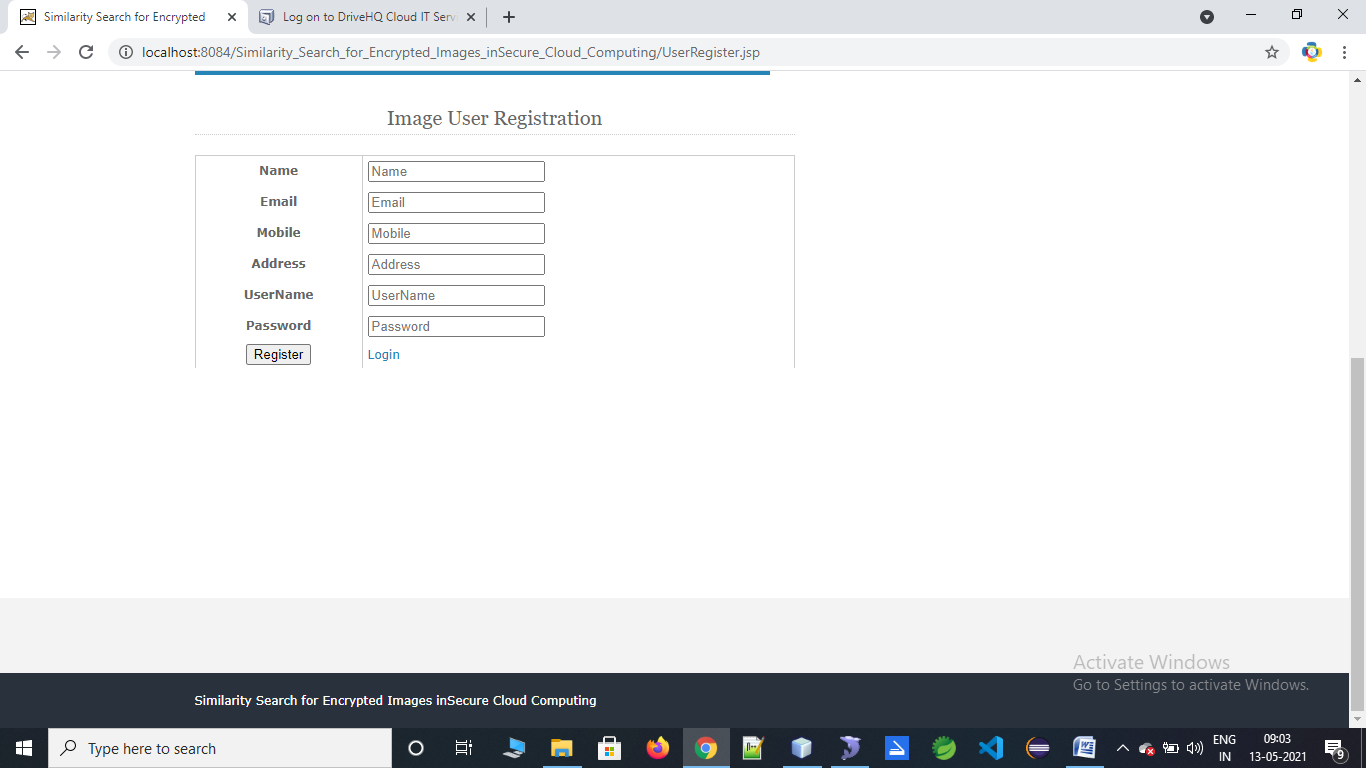 Similarity Search for Encrypted
Log on to DriveHQ Cloud IT Serv
localhost:8084/Similarity_Search_for_Encrypted_Images_inSecure_Cloud_Computing/UserRegister.jsp
Image User Registration
Name Name
Email Email
Mobile Mobile
Address Address
UserName UserName
Password Password
Register Login
Activate Windows
Go to Settings to activate Windows.
Similarity Search for Encrypted Images inSecure Cloud Computing
Type here to search
ENG
IN
09:03
13-05-2021
9